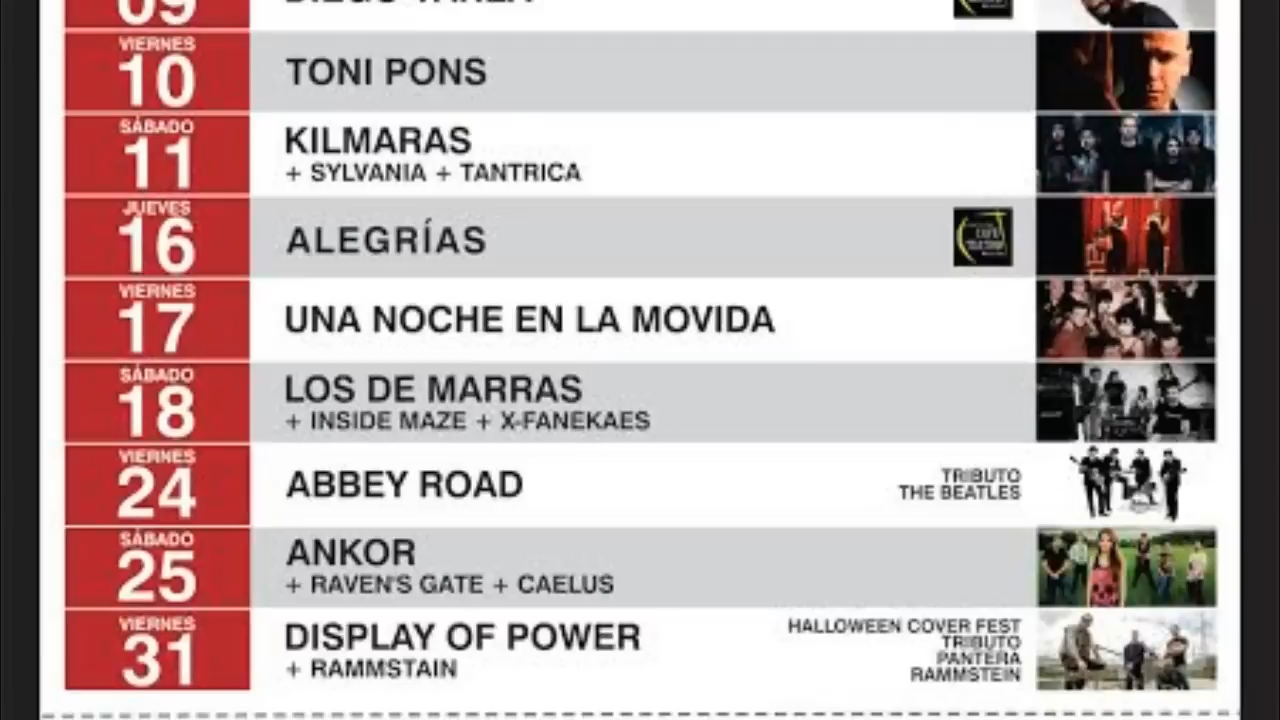 09
VIERNES
10
TONI PONS
SÁBADO
11
KILMARAS
+ SYLVANIA + TANTRICA
JUEVES
16
ALEGRÍAS
VIERNES
17
UNA NOCHE EN LA MOVIDA
SÁBADO
18
LOS DE MARRAS
+ INSIDE MAZE + X-FANEKAES
VIERNES
24
ABBEY ROAD
TRIBUTO
THE BEATLES
SÁBADO
25
ANKOR
+ RAVEN'S GATE + CAELUS
VIERNES
31
DISPLAY OF POWER
+ RAMMSTAIN
HALLOWEEN COVER FEST
TRIBUTO
PANTERA
RAMMSTEIN